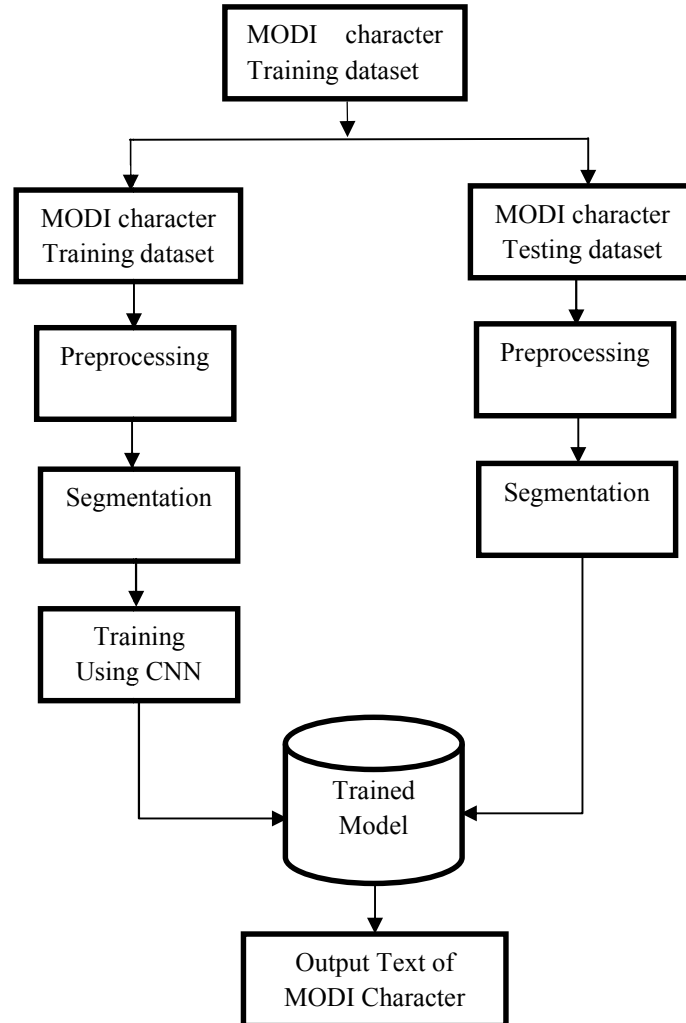 MODI character
Training dataset
MODI character
Training dataset
MODI character
Testing dataset
Preprocessing
Preprocessing
Segmentation
Segmentation
Training
Using CNN
Trained
Model
Output Text of
MODI Character